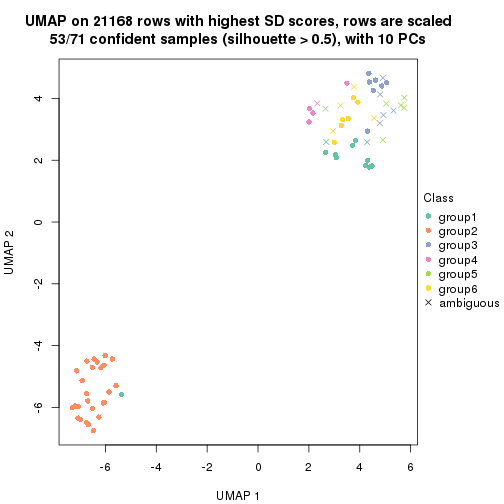 UMAP on 21168 rows with highest SD scores, rows are scaled
53/71 confident samples (silhouette > 0.5), with 10 PCs
4
2
0
-2
-4
-6
UMAP 2
-6
-4
-2
0
2
4
6
UMAP 1
Class
group1
group2
group3
group4
group5
group6
ambiguous